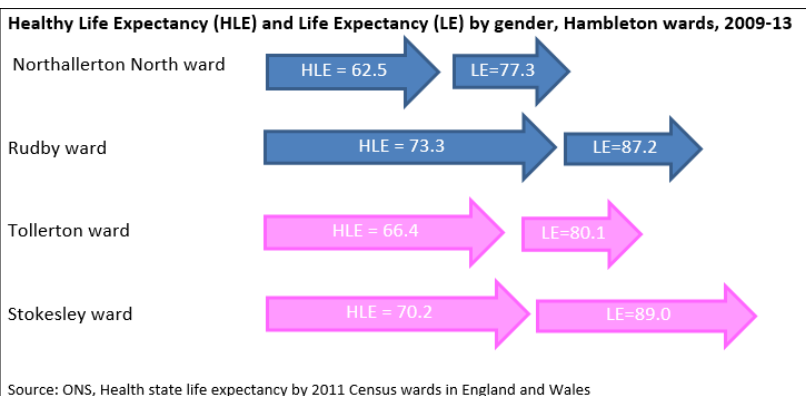 Healthy Life Expectancy (HLE) and Life Expectancy (LE) by gender, Hambleton wards, 2009-13
Northallerton North ward HLE = 62.5 LE=77.3
Rudby ward HLE = 73.3 LE=87.2
Tollerton ward HLE = 66.4 LE=80.1
Stokesley ward HLE = 70.2 LE=89.0
Source: ONS, Health state life expectancy by 2011 Census wards in England and Wales